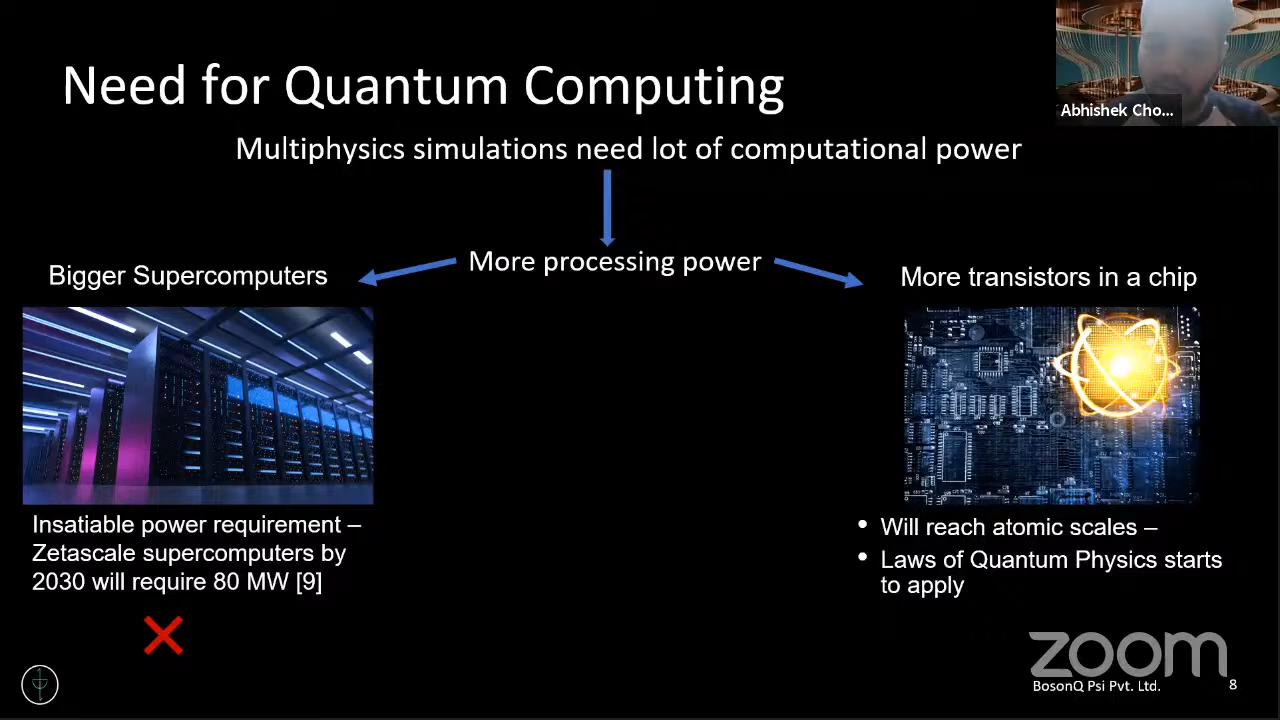 Need for Quantum Computing
Abhishek Cho...
Multiphysics simulations need lot of computational power
More processing power
Bigger Supercomputers
More transistors in a chip
Insatiable power requirement –
Zetascale supercomputers by
2030 will require 80 MW [9]
• Will reach atomic scales –
• Laws of Quantum Physics starts
to apply
zoom
BosonQ Psi Pvt. Ltd.
8